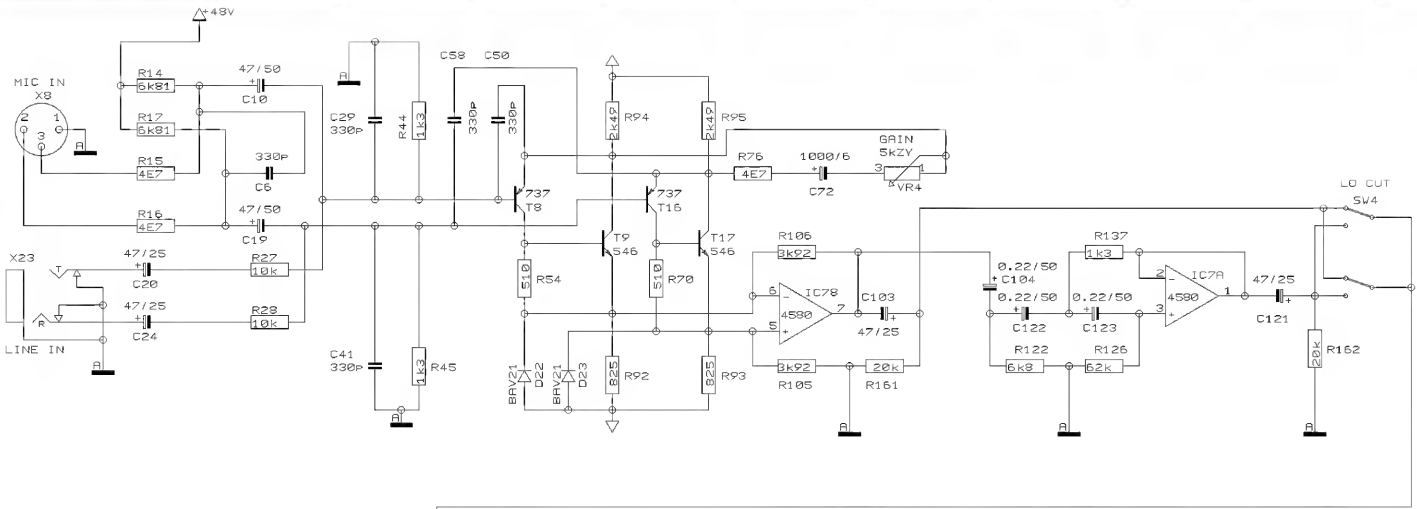 +48V
MIC IN
X8
2
3
1
A
R14
6k81
R17
6k81
R15
4E7
R16
4E7
47/50
C10
330p
C6
47/50
C19
X23
T
R
LINE IN
A
47/25
C20
47/25
C24
R27
10k
R28
10k
A
C29
330p
R44
1k3
C41
330p
R45
1k3
A
C58
C50
330p
330p
737
T8
737
T16
R94
2k49
R95
2k49
T9
546
T17
546
R54
510
R70
510
BAV21
D22
BAV21
D23
R92
825
R93
825
R76
4E7
1000/6
C72
GAIN
5kZY
3
1
VR4
R106
3k92
6
5
7
IC7B
4580
R105
3k92
R161
20k
A
C103
47/25
0.22/50
C104
0.22/50
C122
0.22/50
C123
R137
1k3
2
3
1
IC7A
4580
R122
6k8
R126
62k
A
47/25
C121
R162
20k
A
LO CUT
SW4